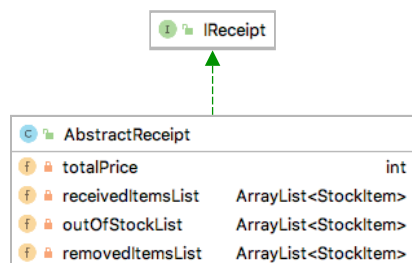 I IReceipt
C AbstractReceipt
f totalPrice int
f receivedItemsList ArrayList<StockItem>
f outOfStockList ArrayList<StockItem>
f removedItemsList ArrayList<StockItem>